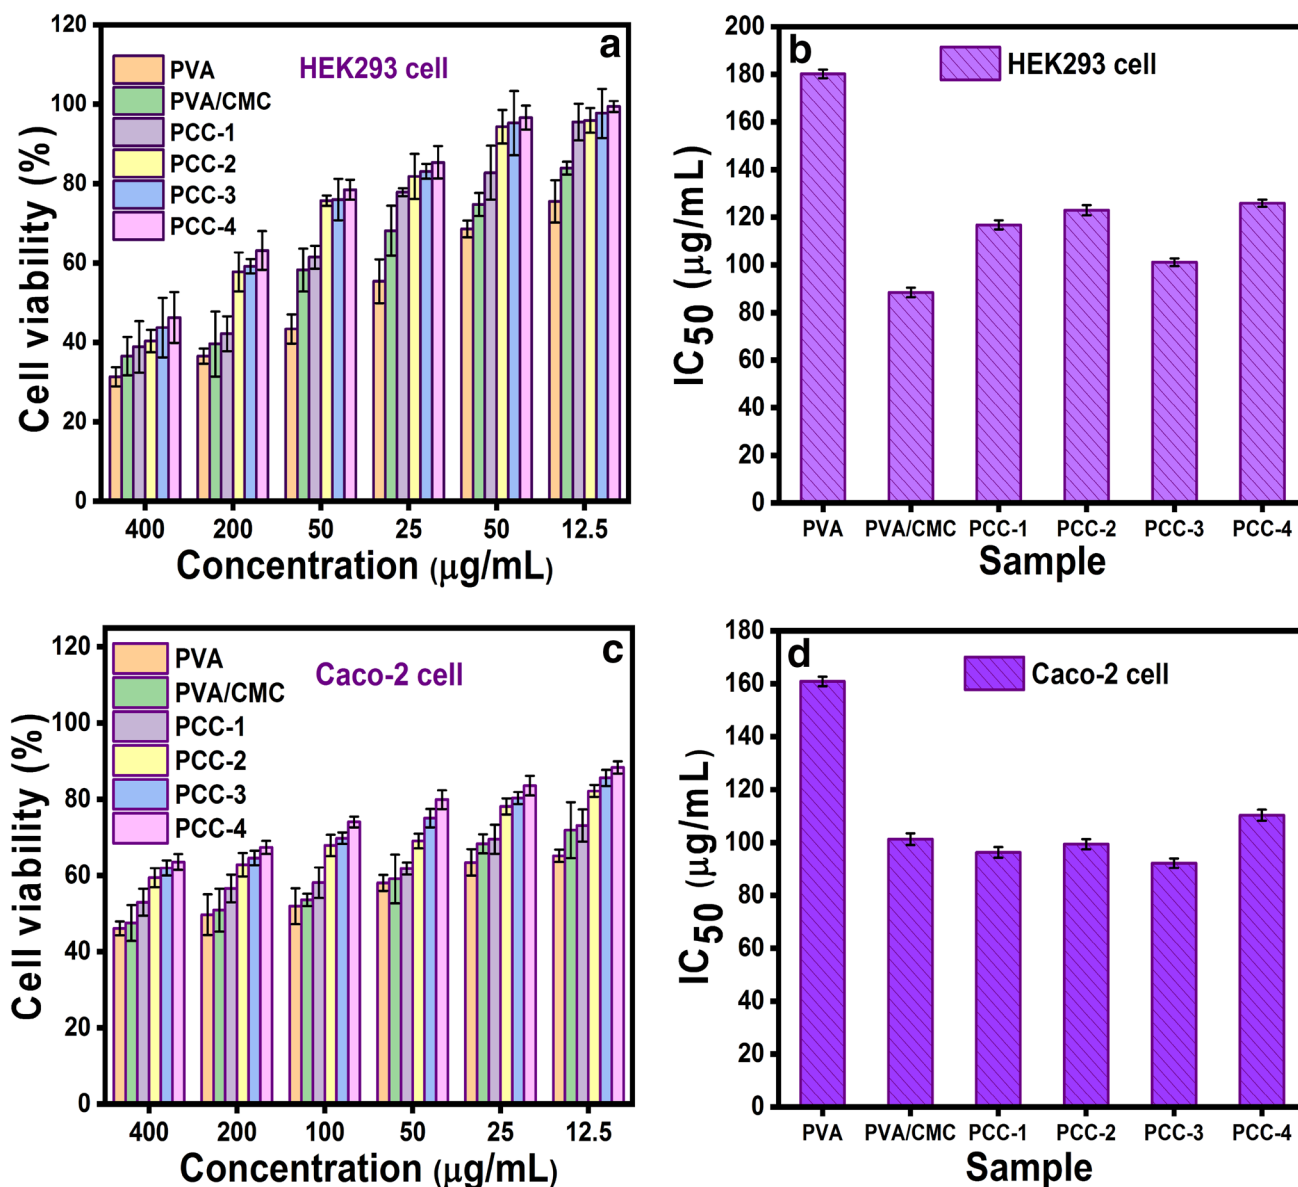 a
HEK293 cell
PVA
PVA/CMC
PCC-1
PCC-2
PCC-3
PCC-4
120
100
80
60
40
20
0
Cell viability (%)
400 200 50 25 50 12.5
Concentration (μg/mL)
b
HEK293 cell
200
180
160
140
120
100
80
60
40
20
0
IC50 (μg/mL)
PVA PVA/CMC PCC-1 PCC-2 PCC-3 PCC-4
Sample
c
Caco-2 cell
PVA
PVA/CMC
PCC-1
PCC-2
PCC-3
PCC-4
120
100
80
60
40
20
0
Cell viability (%)
400 200 100 50 25 12.5
Concentration (μg/mL)
d
Caco-2 cell
180
160
140
120
100
80
60
40
20
0
IC50 (μg/mL)
PVA PVA/CMC PCC-1 PCC-2 PCC-3 PCC-4
Sample